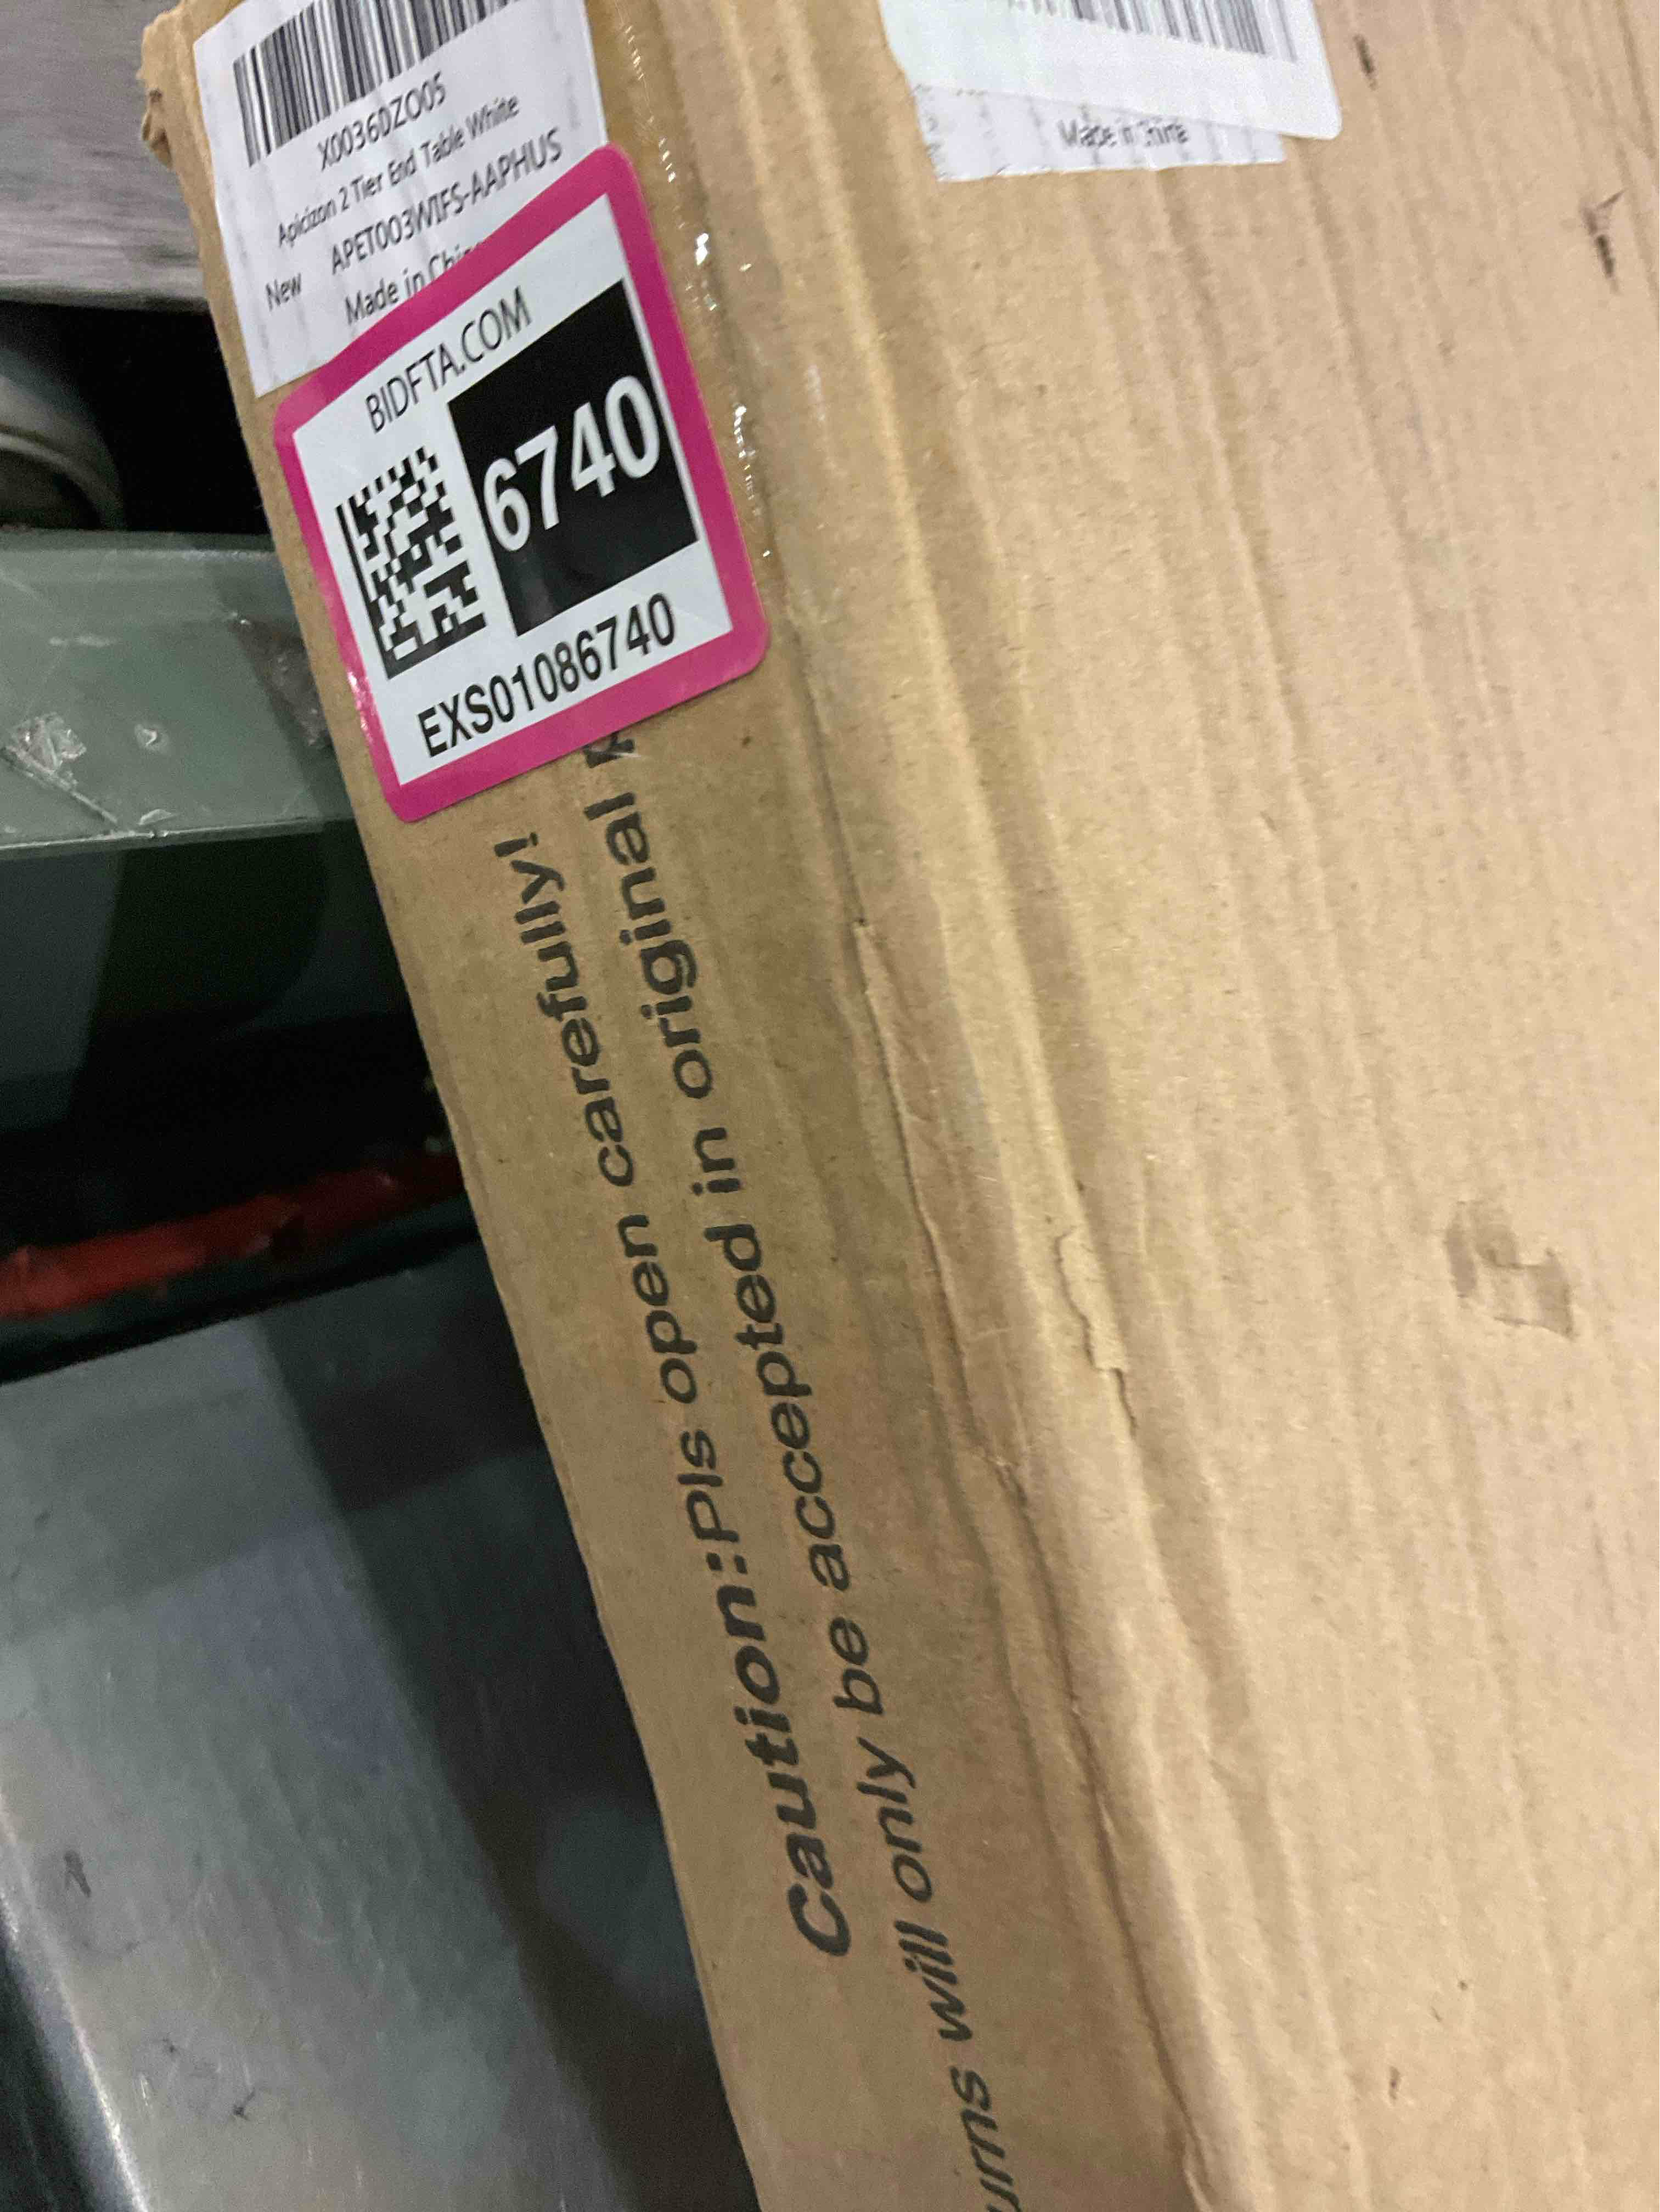 X0036DZO05
Apicizon 2 Tier End Table White
New APET003WIFS-AAPHUS
Made in
BIDFTA.COM
6740
EXS01086740
Made in China
Caution:Pls open carefully!
will only be accepted in original